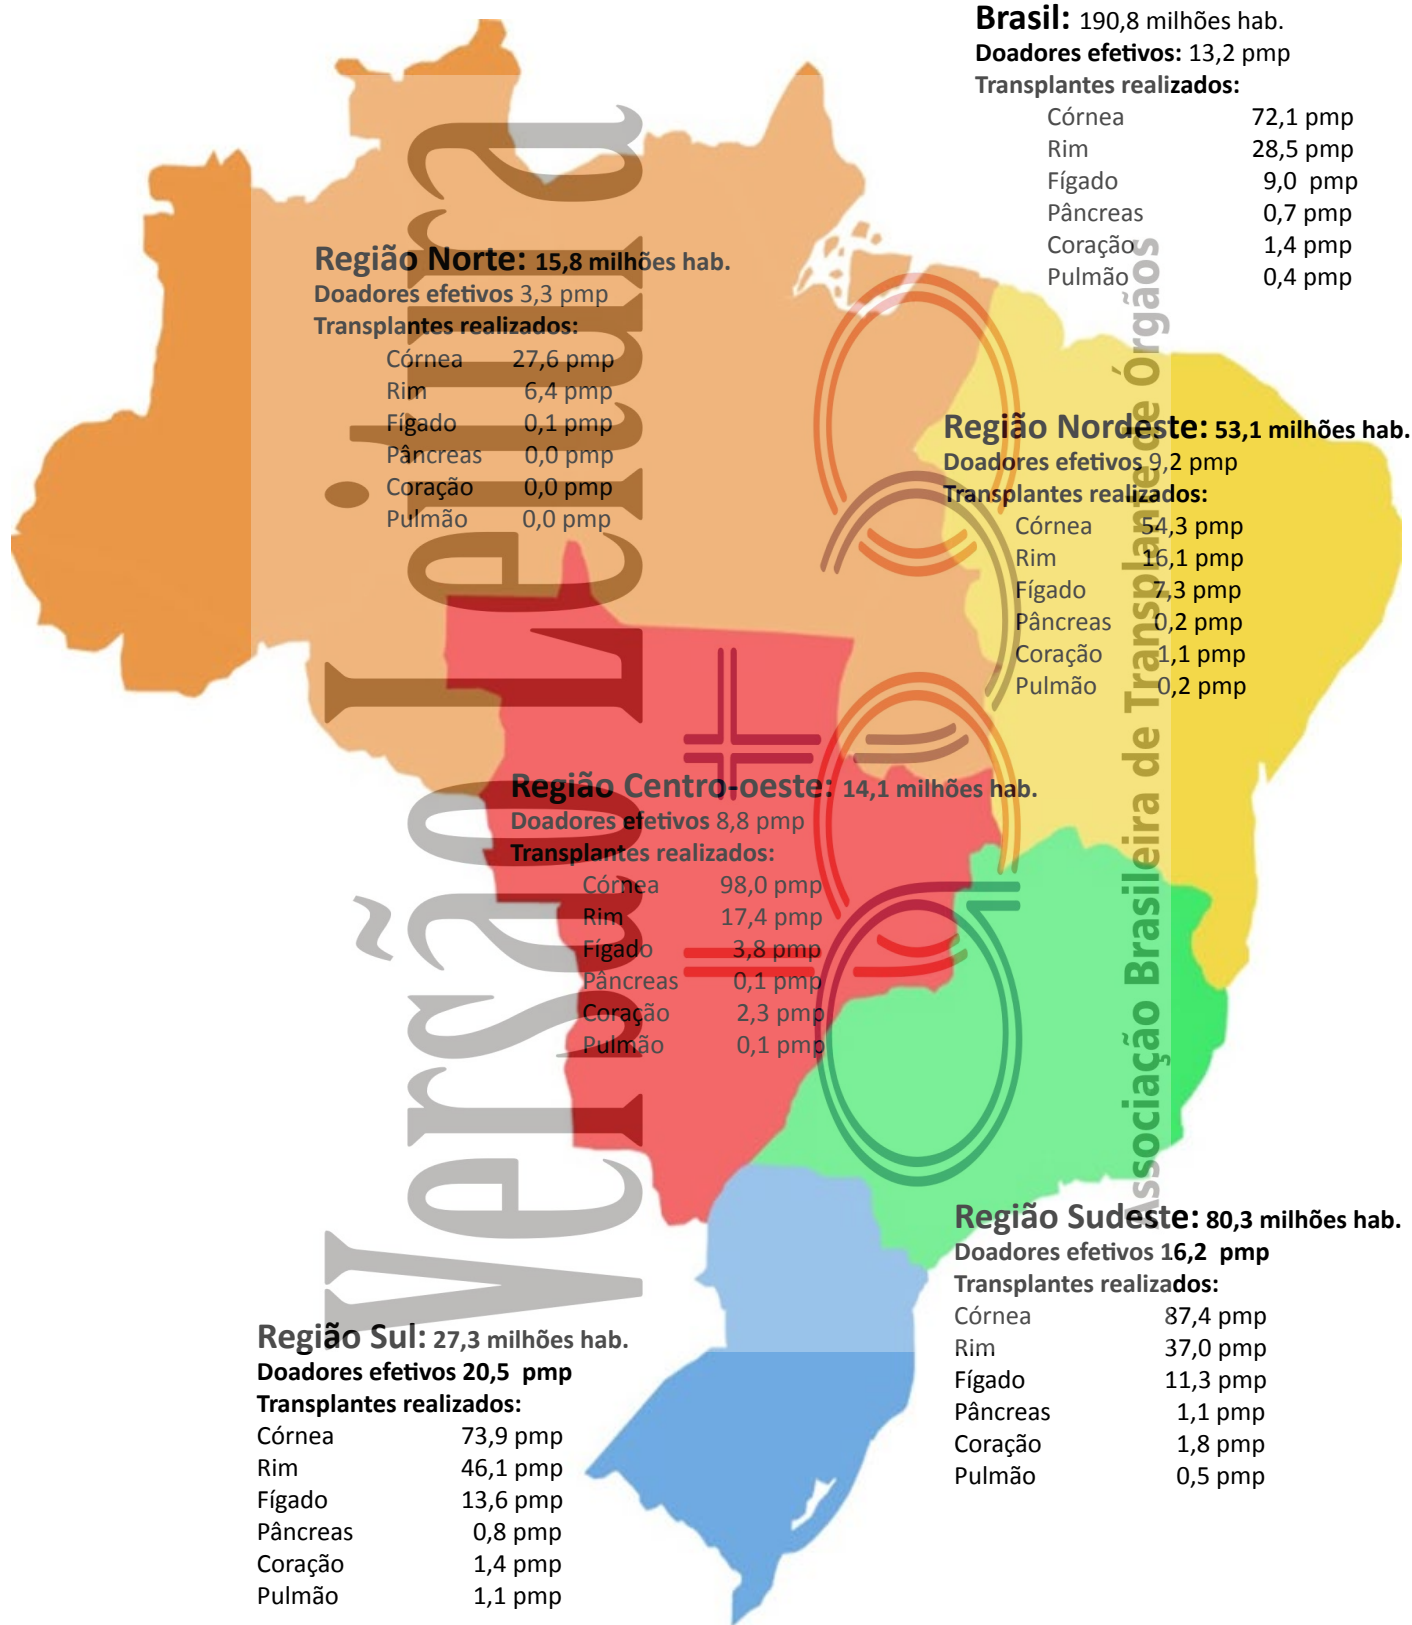 Brasil: 190,8 milhões hab.
Doadores efetivos: 13,2 pmp
Transplantes realizados:
Córnea 72,1 pmp
Rim 28,5 pmp
Fígado 9,0 pmp
Pâncreas 0,7 pmp
Coração 1,4 pmp
Pulmão 0,4 pmp
Região Norte: 15,8 milhões hab.
Doadores efetivos 3,3 pmp
Transplantes realizados:
Córnea 27,6 pmp
Rim 6,4 pmp
Fígado 0,1 pmp
Pâncreas 0,0 pmp
Coração 0,0 pmp
Pulmão 0,0 pmp
Região Nordeste: 53,1 milhões hab.
Doadores efetivos 9,2 pmp
Transplantes realizados:
Córnea 54,3 pmp
Rim 16,1 pmp
Fígado 7,3 pmp
Pâncreas 0,2 pmp
Coração 1,1 pmp
Pulmão 0,2 pmp
Região Centro-oeste: 14,1 milhões hab.
Doadores efetivos 8,8 pmp
Transplantes realizados:
Córnea 98,0 pmp
Rim 17,4 pmp
Fígado 3,8 pmp
Pâncreas 0,1 pmp
Coração 2,3 pmp
Pulmão 0,1 pmp
Região Sudeste: 80,3 milhões hab.
Doadores efetivos 16,2 pmp
Transplantes realizados:
Córnea 87,4 pmp
Rim 37,0 pmp
Fígado 11,3 pmp
Pâncreas 1,1 pmp
Coração 1,8 pmp
Pulmão 0,5 pmp
Região Sul: 27,3 milhões hab.
Doadores efetivos 20,5 pmp
Transplantes realizados:
Córnea 73,9 pmp
Rim 46,1 pmp
Fígado 13,6 pmp
Pâncreas 0,8 pmp
Coração 1,4 pmp
Pulmão 1,1 pmp
Versão Leitura
Associação Brasileira de Transplante de Órgãos